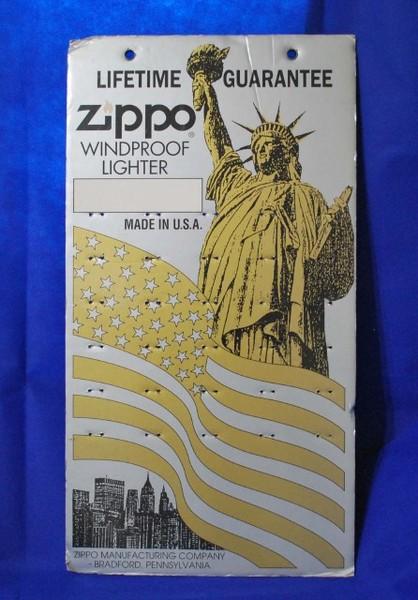 LIFETIME GUARANTEE
Zippo®
WINDPROOF
LIGHTER
MADE IN U.S.A.
ZIPPO MANUFACTURING COMPANY
- BRADFORD, PENNSYLVANIA